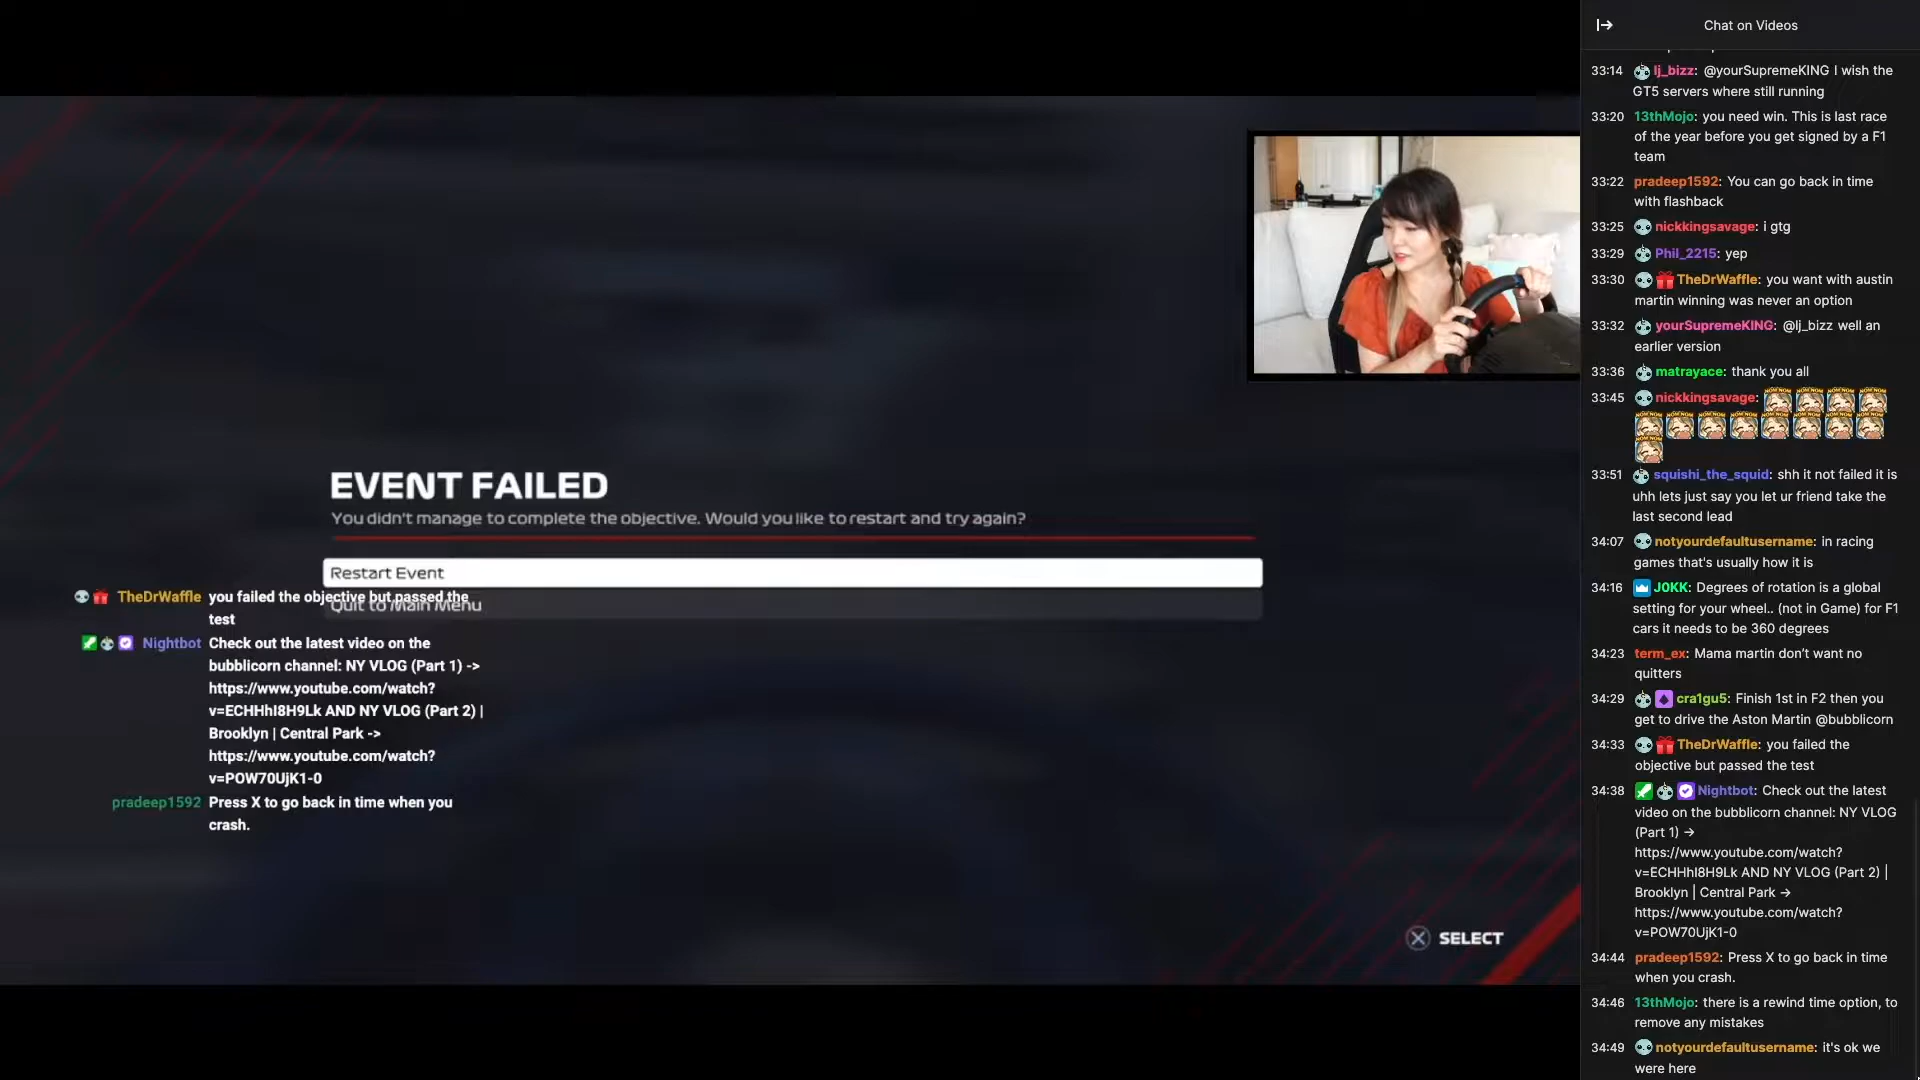 EVENT FAILED
You didn't manage to complete the objective. Would you like to restart and try again?
Restart Event
Quit to Main Menu
TheDrWaffle you failed the objective but passed the
test
Nightbot Check out the latest video on the
bubblicorn channel: NY VLOG (Part 1) ->
https://www.youtube.com/watch?
v=ECHHhI8H9Lk AND NY VLOG (Part 2) |
Brooklyn | Central Park ->
https://www.youtube.com/watch?
v=POW70UjK1-0
pradeep1592 Press X to go back in time when you
crash.
SELECT
Chat on Videos
33:14 lj_bizz: @yourSupremeKING I wish the
GT5 servers where still running
33:20 13thMojo: you need win. This is last race
of the year before you get signed by a F1
team
33:22 pradeep1592: You can go back in time
with flashback
33:25 nickkingsavage: i gtg
33:29 Phil_2215: yep
33:30 TheDrWaffle: you want with austin
martin winning was never an option
33:32 yourSupremeKING: @lj_bizz well an
earlier version
33:36 matrayace: thank you all
33:45 nickkingsavage:
33:51 squishi_the_squid: shh it not failed it is
uhh lets just say you let ur friend take the
last second lead
34:07 notyourdefaultusername: in racing
games that's usually how it is
34:16 J0KK: Degrees of rotation is a global
setting for your wheel.. (not in Game) for F1
cars it needs to be 360 degrees
34:23 term_ex: Mama martin don't want no
quitters
34:29 cra1gu5: Finish 1st in F2 then you
get to drive the Aston Martin @bubblicorn
34:33 TheDrWaffle: you failed the
objective but passed the test
34:38 Nightbot: Check out the latest
video on the bubblicorn channel: NY VLOG
(Part 1) →
https://www.youtube.com/watch?
v=ECHHhI8H9Lk AND NY VLOG (Part 2) |
Brooklyn | Central Park →
https://www.youtube.com/watch?
v=POW70UjK1-0
34:44 pradeep1592: Press X to go back in time
when you crash.
34:46 13thMojo: there is a rewind time option, to
remove any mistakes
34:49 notyourdefaultusername: it's ok we
were here